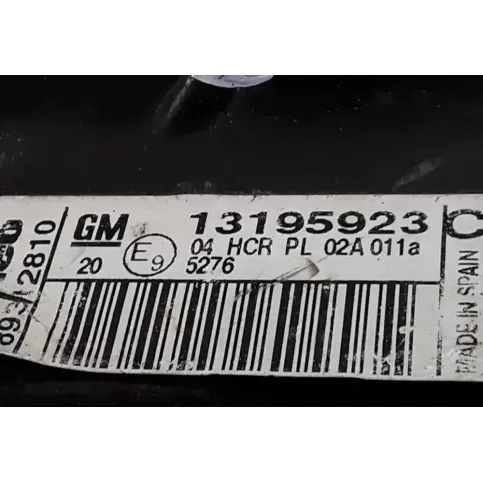 GM 13195923
04 HCR PL 02A 011a
20 E9 5276
2810
MADE IN SPAIN
C